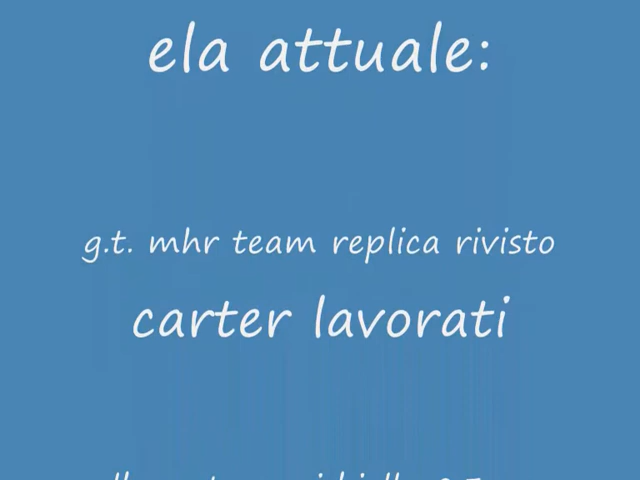 ela attuale:
g.t. mhr team replica rivisto
carter lavorati